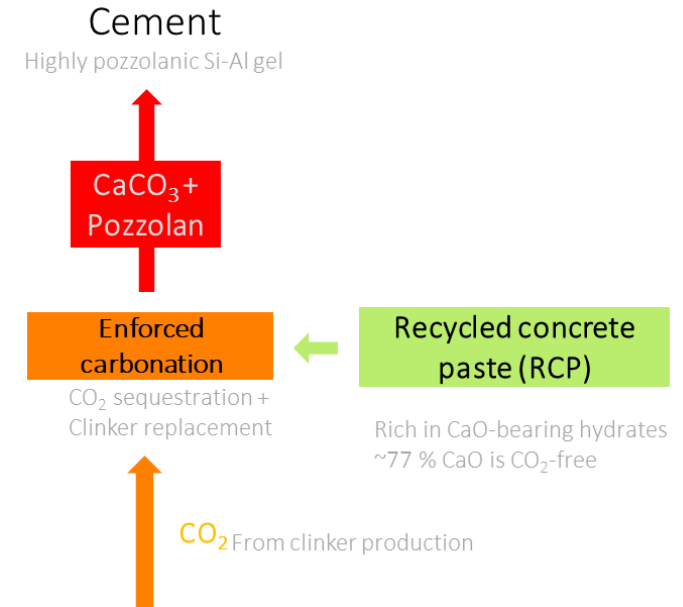 Cement
Highly pozzolanic Si-Al gel
CaCO₃ +
Pozzolan
Enforced
carbonation
CO₂ sequestration +
Clinker replacement
Recycled concrete
paste (RCP)
Rich in CaO-bearing hydrates
~77 % CaO is CO₂-free
CO₂ From clinker production